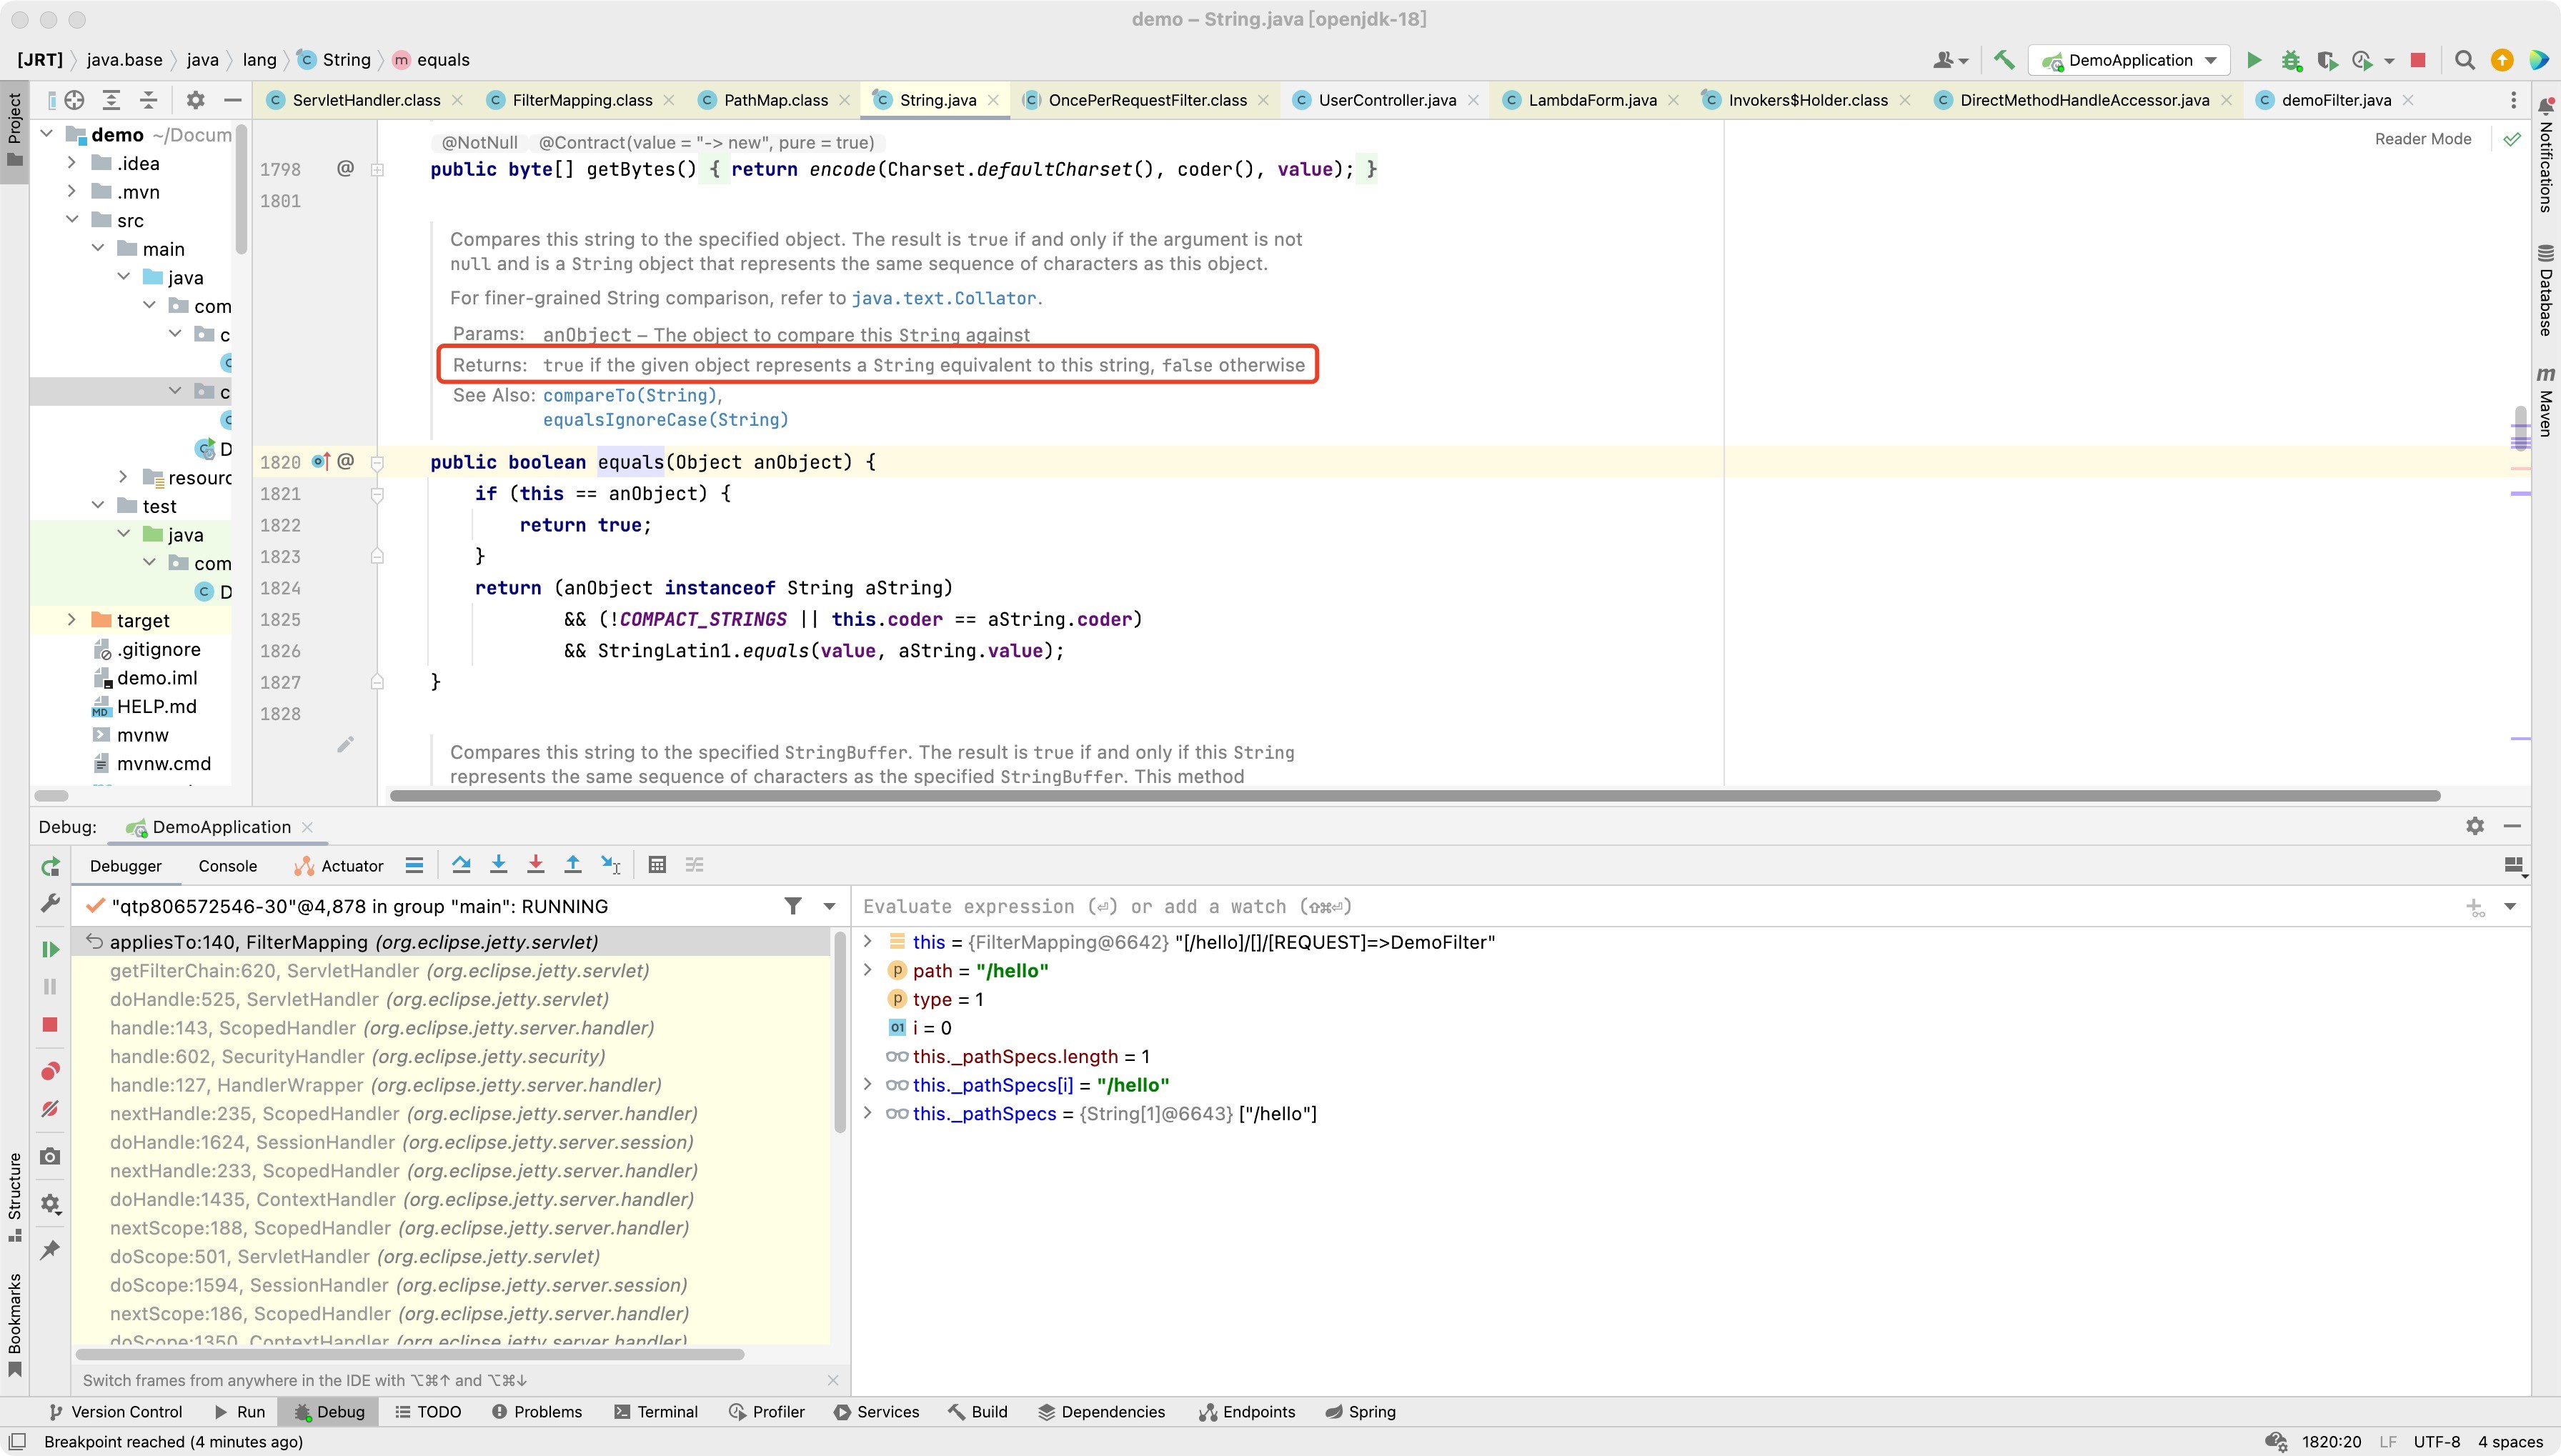 demo – String.java [openjdk-18]
[JRT] java.base java lang String equals
DemoApplication
ServletHandler.class FilterMapping.class PathMap.class String.java OncePerRequestFilter.class UserController.java LambdaForm.java Invokers$Holder.class DirectMethodHandleAccessor.java demoFilter.java
Project
demo ~/Docum
.idea
.mvn
src
main
java
com
c
c
D
resourc
test
java
com
D
target
.gitignore
demo.iml
HELP.md
mvnw
mvnw.cmd
Reader Mode
@NotNull @Contract(value = "-> new", pure = true)
1798 @ public byte[] getBytes() { return encode(Charset.defaultCharset(), coder(), value); }
1801
Compares this string to the specified object. The result is true if and only if the argument is not
null and is a String object that represents the same sequence of characters as this object.
For finer-grained String comparison, refer to java.text.Collator.
Params: anObject – The object to compare this String against
Returns: true if the given object represents a String equivalent to this string, false otherwise
See Also: compareTo(String),
equalsIgnoreCase(String)
1820 @ public boolean equals(Object anObject) {
1821 if (this == anObject) {
1822 return true;
1823 }
1824 return (anObject instanceof String aString)
1825 && (!COMPACT_STRINGS || this.coder == aString.coder)
1826 && StringLatin1.equals(value, aString.value);
1827 }
1828
Compares this string to the specified StringBuffer. The result is true if and only if this String
represents the same sequence of characters as the specified StringBuffer. This method
Notifications
Database
Maven
Debug: DemoApplication
Debugger Console Actuator
"qtp806572546-30"@4,878 in group "main": RUNNING
appliesTo:140, FilterMapping (org.eclipse.jetty.servlet)
getFilterChain:620, ServletHandler (org.eclipse.jetty.servlet)
doHandle:525, ServletHandler (org.eclipse.jetty.servlet)
handle:143, ScopedHandler (org.eclipse.jetty.server.handler)
handle:602, SecurityHandler (org.eclipse.jetty.security)
handle:127, HandlerWrapper (org.eclipse.jetty.server.handler)
nextHandle:235, ScopedHandler (org.eclipse.jetty.server.handler)
doHandle:1624, SessionHandler (org.eclipse.jetty.server.session)
nextHandle:233, ScopedHandler (org.eclipse.jetty.server.handler)
doHandle:1435, ContextHandler (org.eclipse.jetty.server.handler)
nextScope:188, ScopedHandler (org.eclipse.jetty.server.handler)
doScope:501, ServletHandler (org.eclipse.jetty.servlet)
doScope:1594, SessionHandler (org.eclipse.jetty.server.session)
nextScope:186, ScopedHandler (org.eclipse.jetty.server.handler)
doScope:1350, ContextHandler (org.eclipse.jetty.server.handler)
Switch frames from anywhere in the IDE with ⌥⌘↑ and ⌥⌘↓
Evaluate expression (⏎) or add a watch (⇧⌘⏎)
this = {FilterMapping@6642} "[/hello]/[]/[REQUEST]=>DemoFilter"
path = "/hello"
type = 1
i = 0
this._pathSpecs.length = 1
this._pathSpecs[i] = "/hello"
this._pathSpecs = {String[1]@6643} ["/hello"]
Structure
Bookmarks
Version Control Run Debug TODO Problems Terminal Profiler Services Build Dependencies Endpoints Spring
Breakpoint reached (4 minutes ago)
1820:20 LF UTF-8 4 spaces